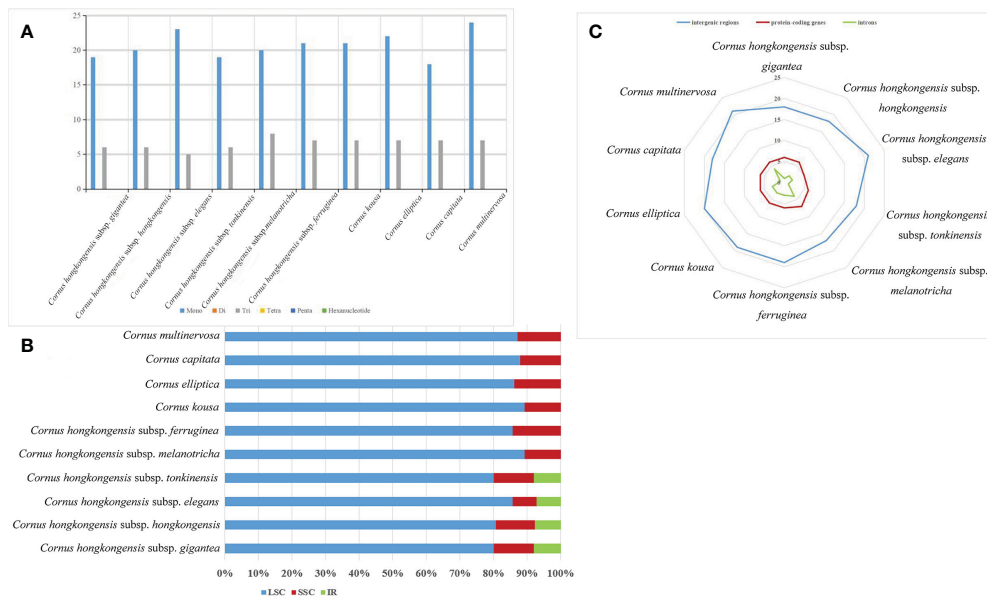 A
25
20
15
10
5
0
Cornus hongkongensis subsp. gigantea
Cornus hongkongensis subsp. hongkongensis
Cornus hongkongensis subsp. elegans
Cornus hongkongensis subsp. tonkinensis
Cornus hongkongensis subsp.melanotricha
Cornus hongkongensis subsp. ferruginea
Cornus kousa
Cornus elliptica
Cornus capitata
Cornus multinervosa
Mono Di Tri Tetra Penta Hexanucleotide
B
Cornus multinervosa
Cornus capitata
Cornus elliptica
Cornus kousa
Cornus hongkongensis subsp. ferruginea
Cornus hongkongensis subsp. melanotricha
Cornus hongkongensis subsp. tonkinensis
Cornus hongkongensis subsp. elegans
Cornus hongkongensis subsp. hongkongensis
Cornus hongkongensis subsp. gigantea
0% 10% 20% 30% 40% 50% 60% 70% 80% 90% 100%
LSC SSC IR
C
intergenic regions protein-coding genes introns
Cornus hongkongensis subsp.
gigantea
Cornus hongkongensis subsp.
hongkongensis
Cornus hongkongensis
subsp. elegans
Cornus hongkongensis
subsp. tonkinensis
Cornus hongkongensis subsp.
melanotricha
Cornus hongkongensis subsp.
ferruginea
Cornus kousa
Cornus elliptica
Cornus capitata
Cornus multinervosa
25
20
15
10
5